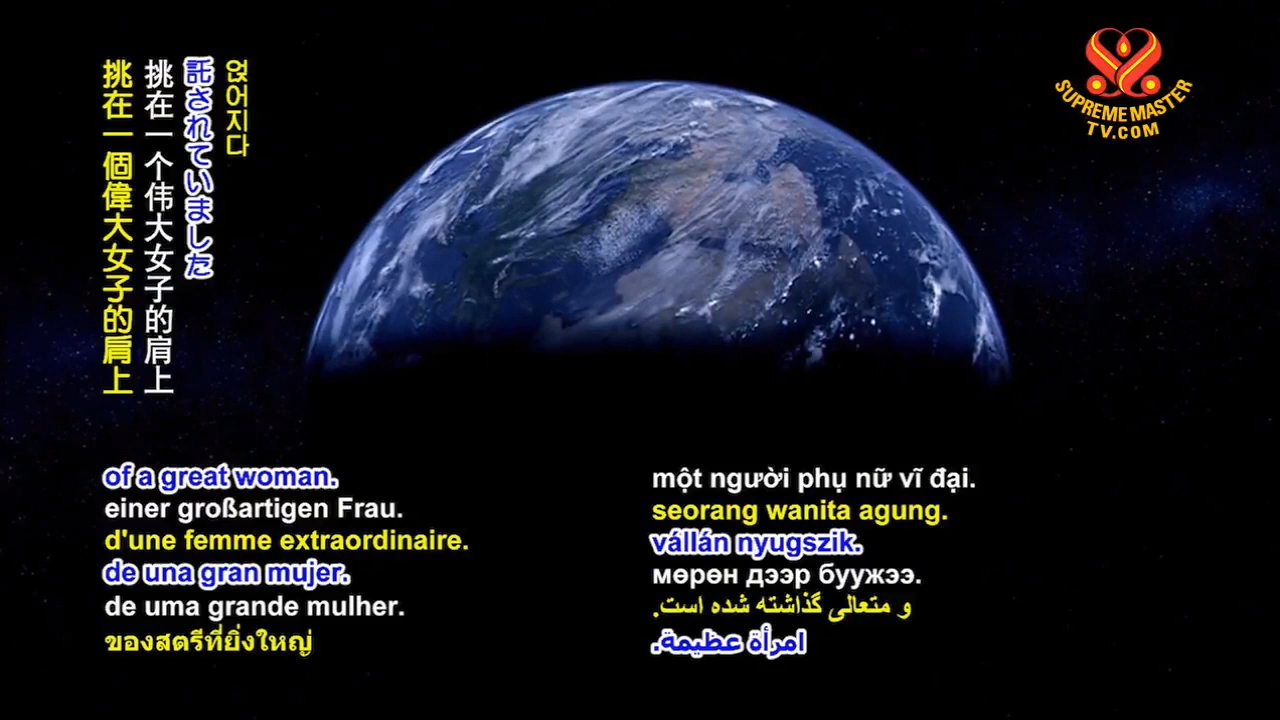 挑在一個偉大女子的肩上
挑在一个伟大女子的肩上
託されていました
얹어지다
SUPREME MASTER
TV.COM
of a great woman.
einer großartigen Frau.
d'une femme extraordinaire.
de una gran mujer.
de uma grande mulher.
ของสตรีที่ยิ่งใหญ่
một người phụ nữ vĩ đại.
seorang wanita agung.
vállán nyugszik.
мөрөн дээр буужээ.
و متعالی گذاشته شده است.
امرأة عظيمة.